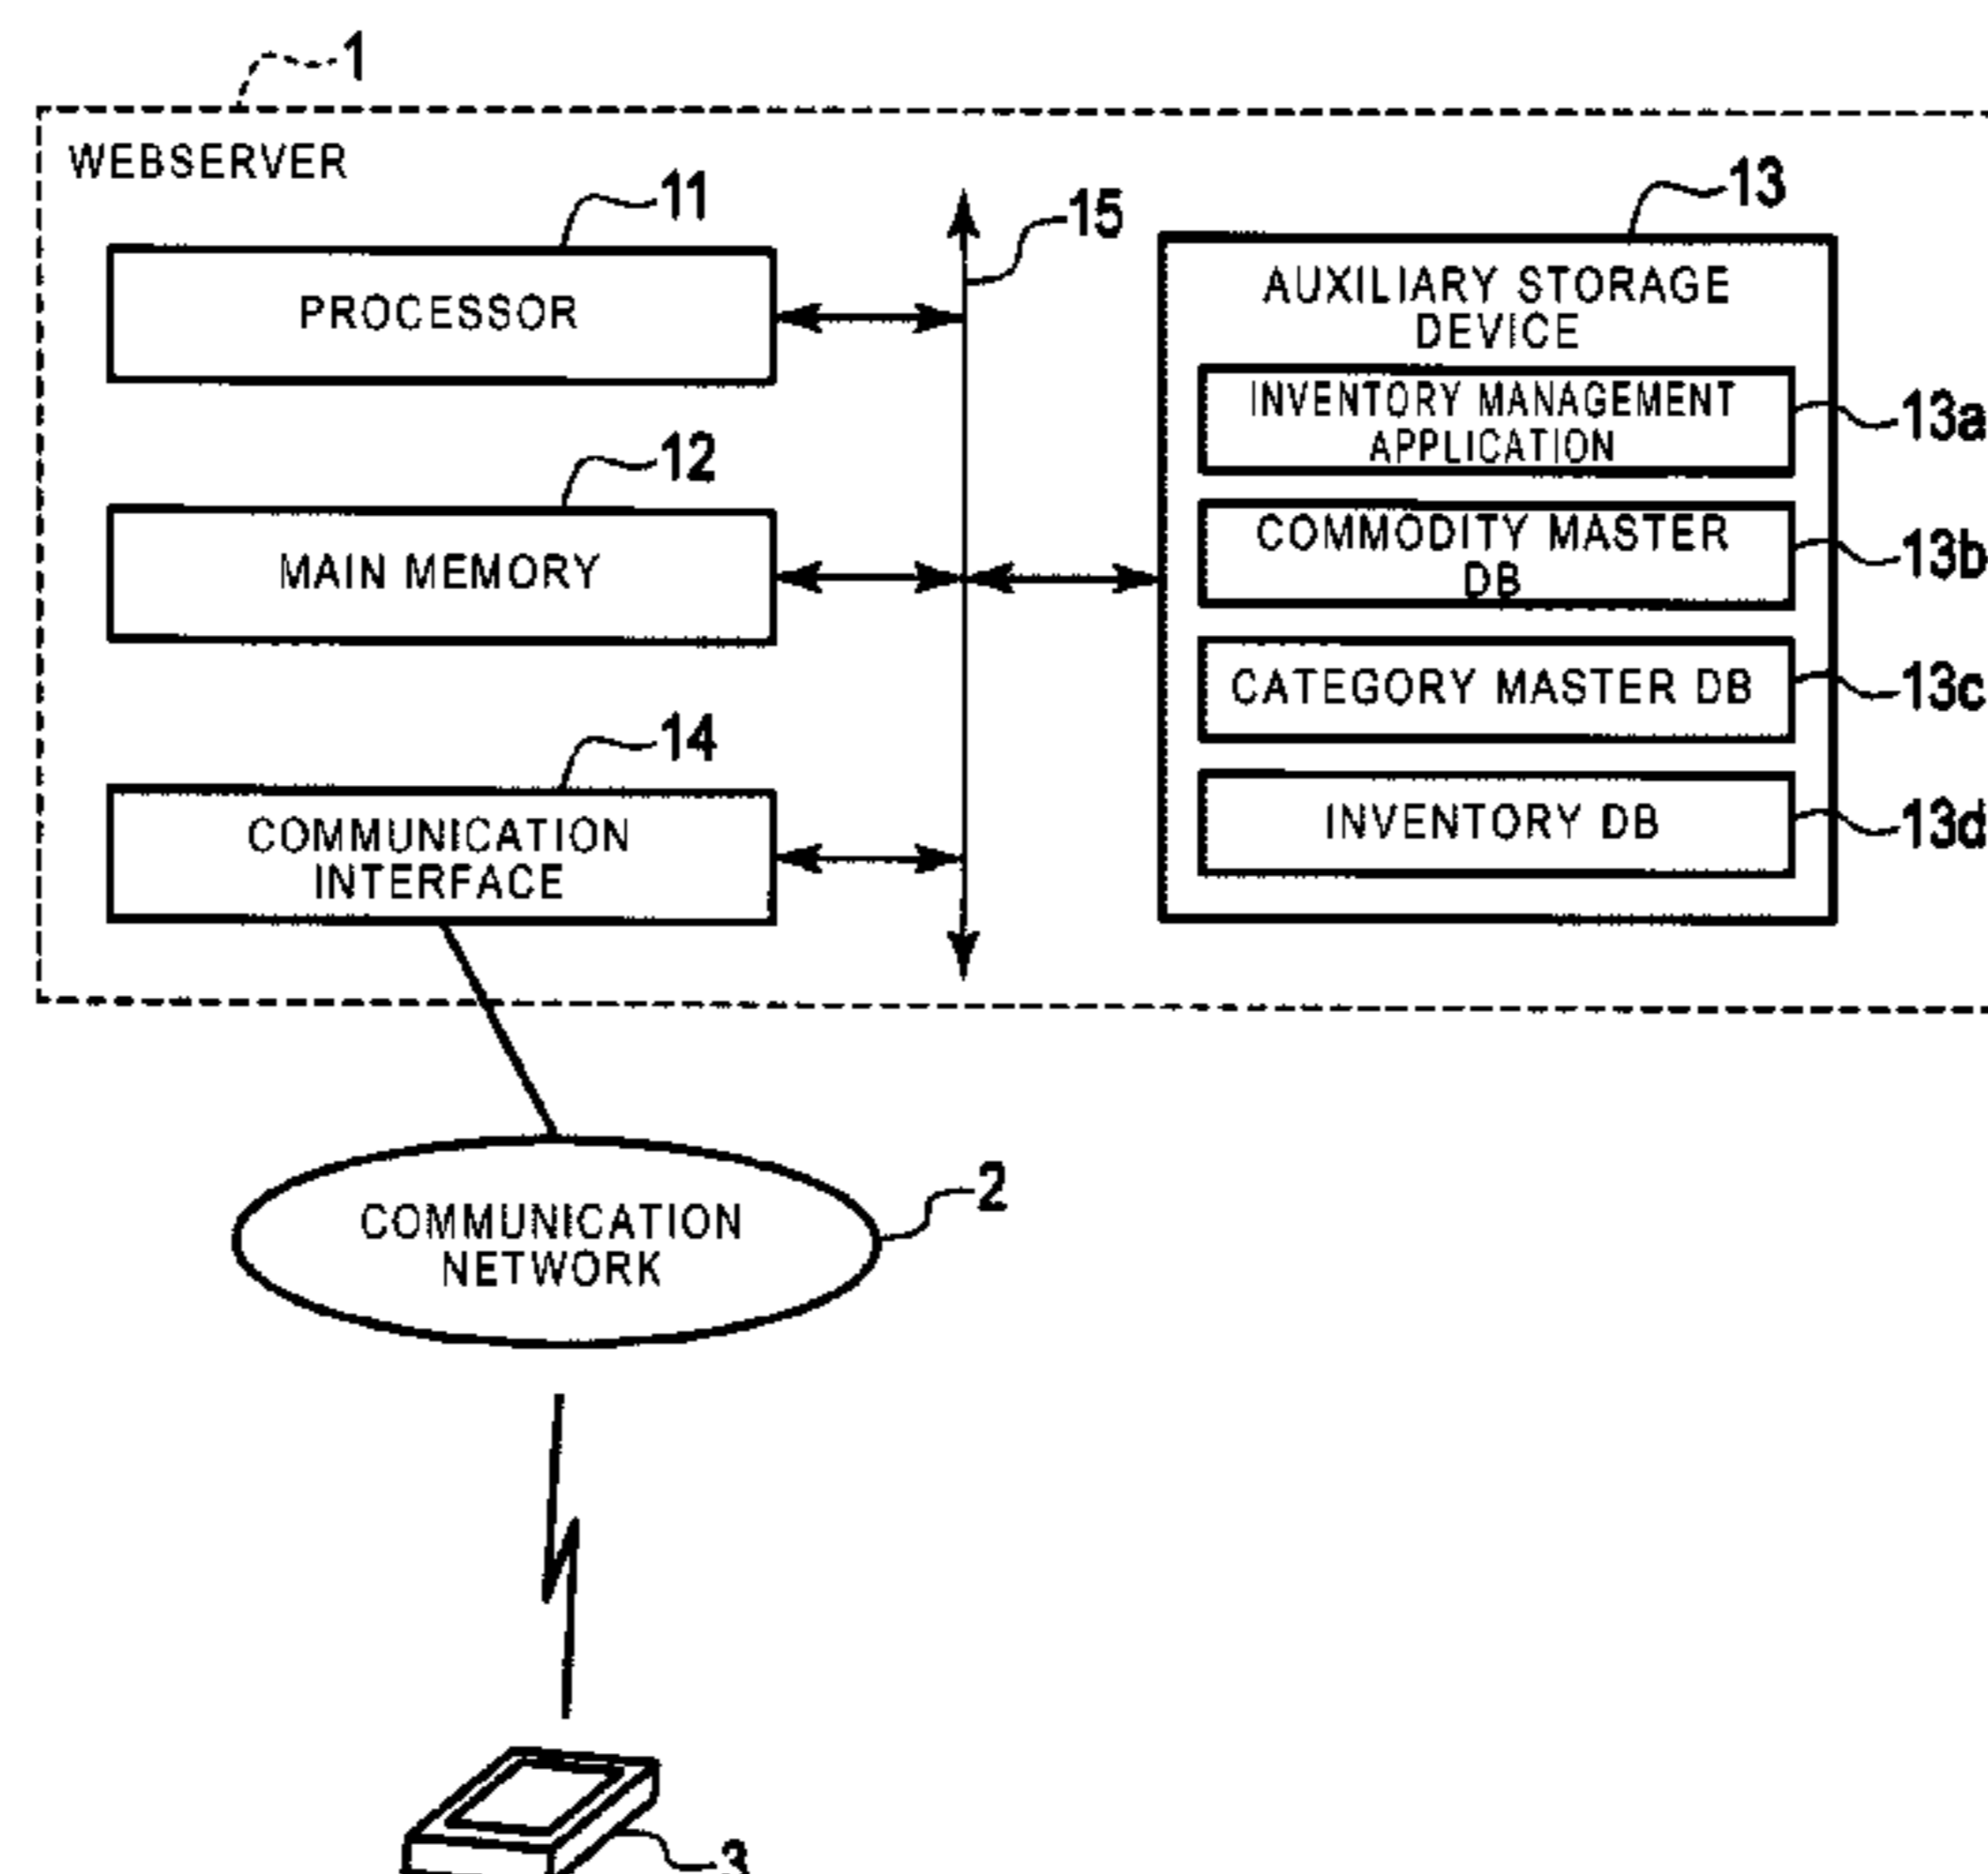 1
WEBSERVER
11
PROCESSOR
12
MAIN MEMORY
14
COMMUNICATION
INTERFACE
15
13
AUXILIARY STORAGE
DEVICE
INVENTORY MANAGEMENT
APPLICATION
13a
COMMODITY MASTER
DB
13b
CATEGORY MASTER DB
13c
INVENTORY DB
13d
COMMUNICATION
NETWORK
2
3